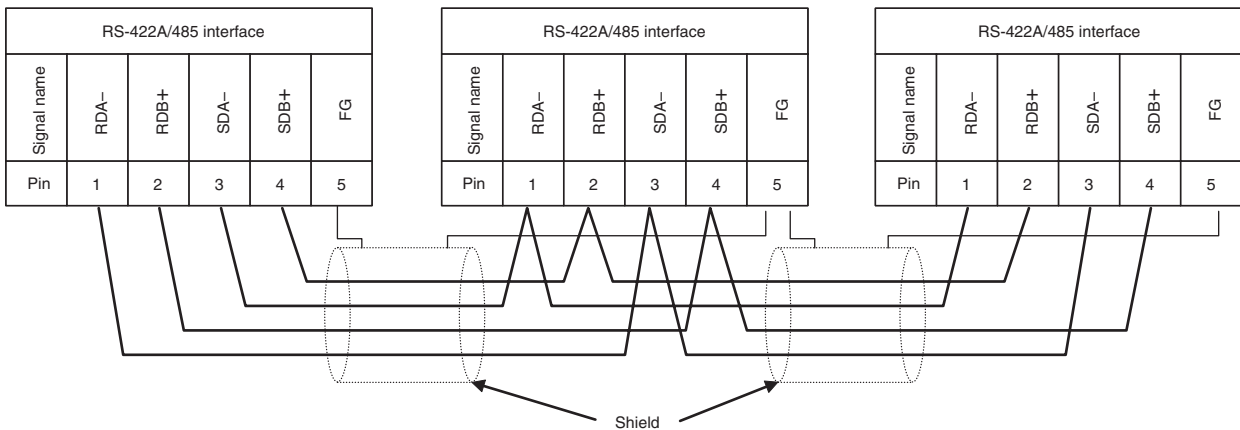 RS-422A/485 interface
Signal name RDA– RDB+ SDA– SDB+ FG
Pin 1 2 3 4 5
RS-422A/485 interface
Signal name RDA– RDB+ SDA– SDB+ FG
Pin 1 2 3 4 5
RS-422A/485 interface
Signal name RDA– RDB+ SDA– SDB+ FG
Pin 1 2 3 4 5
Shield